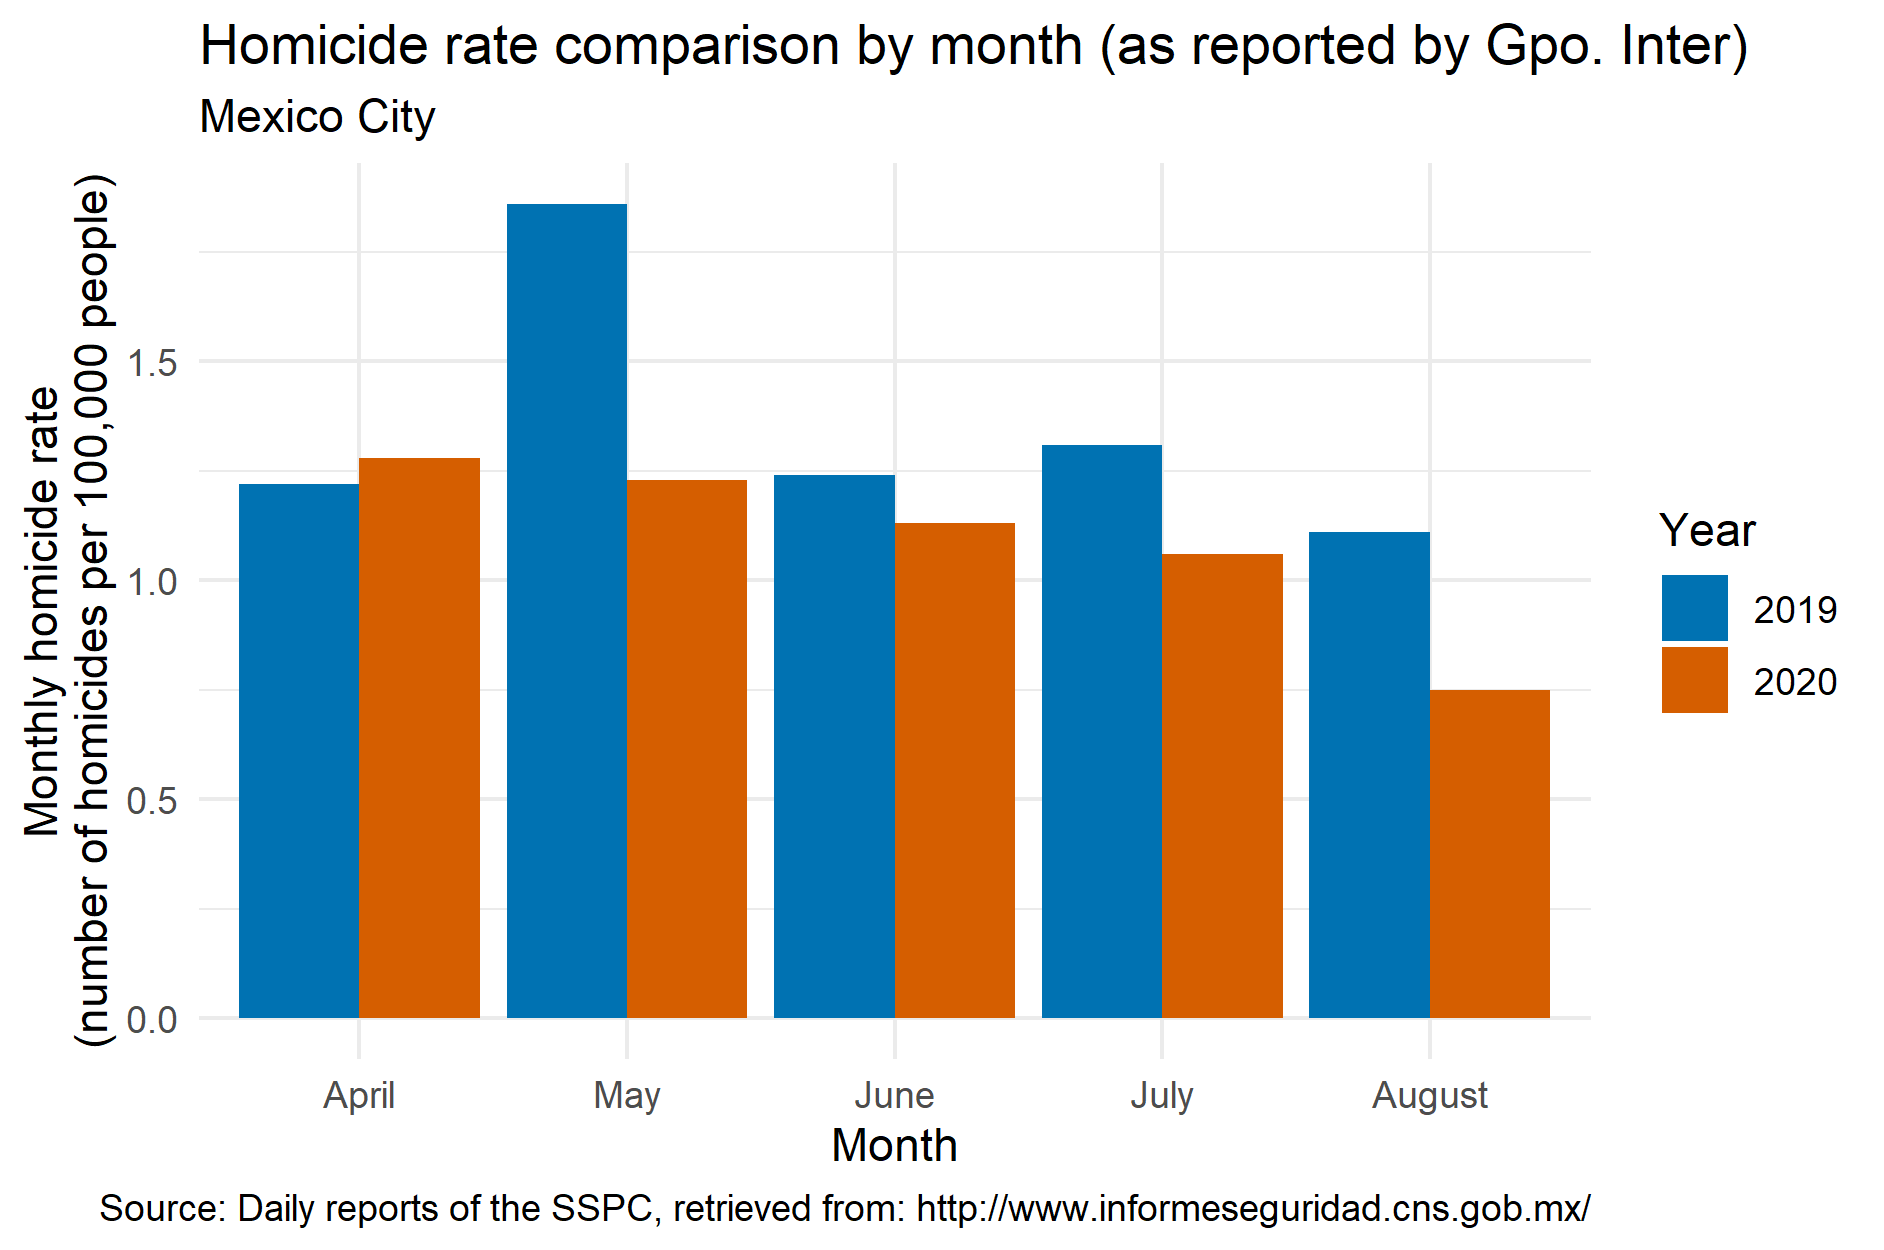 Homicide rate comparison by month (as reported by Gpo. Inter)
Mexico City
Monthly homicide rate
(number of homicides per 100,000 people)
1.5
1.0
0.5
0.0
April
May
June
July
August
Month
Year
2019
2020
Source: Daily reports of the SSPC, retrieved from: http://www.informeseguridad.cns.gob.mx/